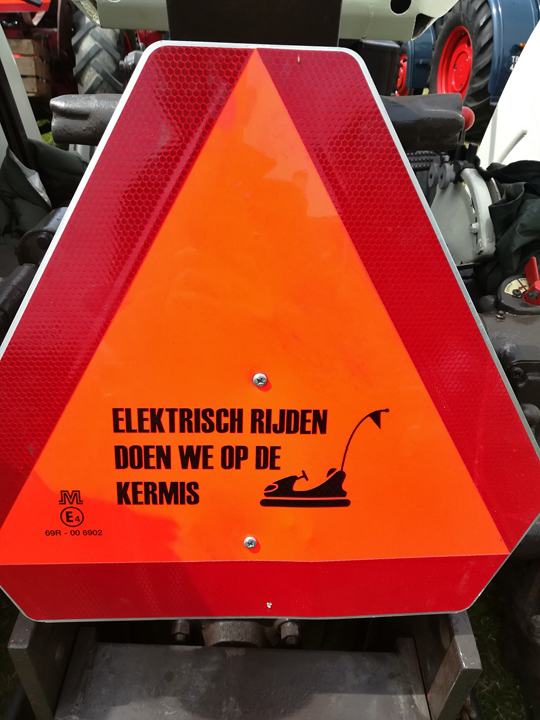 ELEKTRISCH RIJDEN
DOEN WE OP DE
KERMIS
M
E4
69R - 00 6902